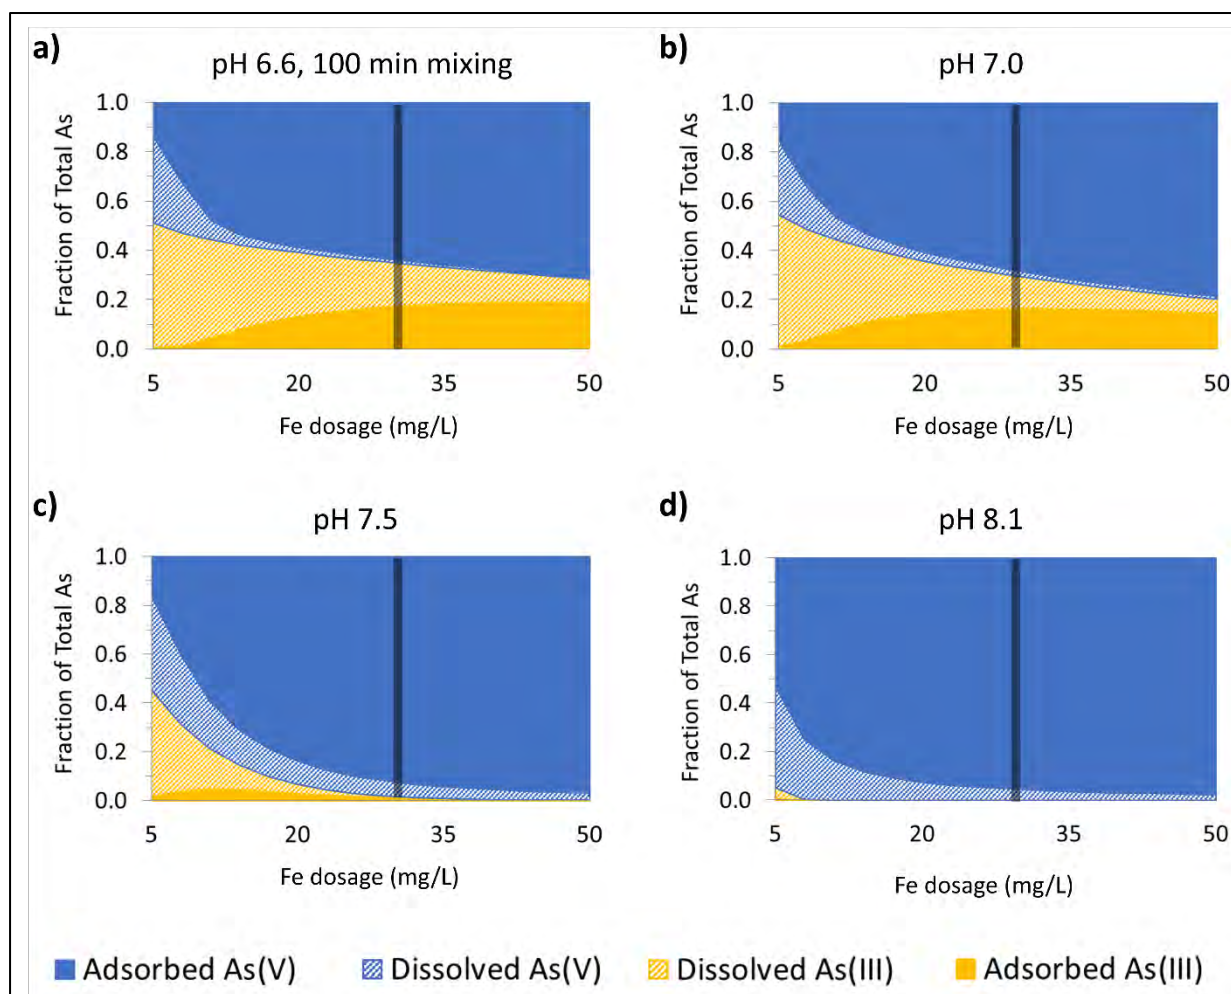 a)
pH 6.6, 100 min mixing
Fraction of Total As
1.0
0.8
0.6
0.4
0.2
0.0
5 20 35 50
Fe dosage (mg/L)
b)
pH 7.0
Fraction of Total As
1.0
0.8
0.6
0.4
0.2
0.0
5 20 35 50
Fe dosage (mg/L)
c)
pH 7.5
Fraction of Total As
1.0
0.8
0.6
0.4
0.2
0.0
5 20 35 50
Fe dosage (mg/L)
d)
pH 8.1
Fraction of Total As
1.0
0.8
0.6
0.4
0.2
0.0
5 20 35 50
Fe dosage (mg/L)
Adsorbed As(V) Dissolved As(V) Dissolved As(III) Adsorbed As(III)